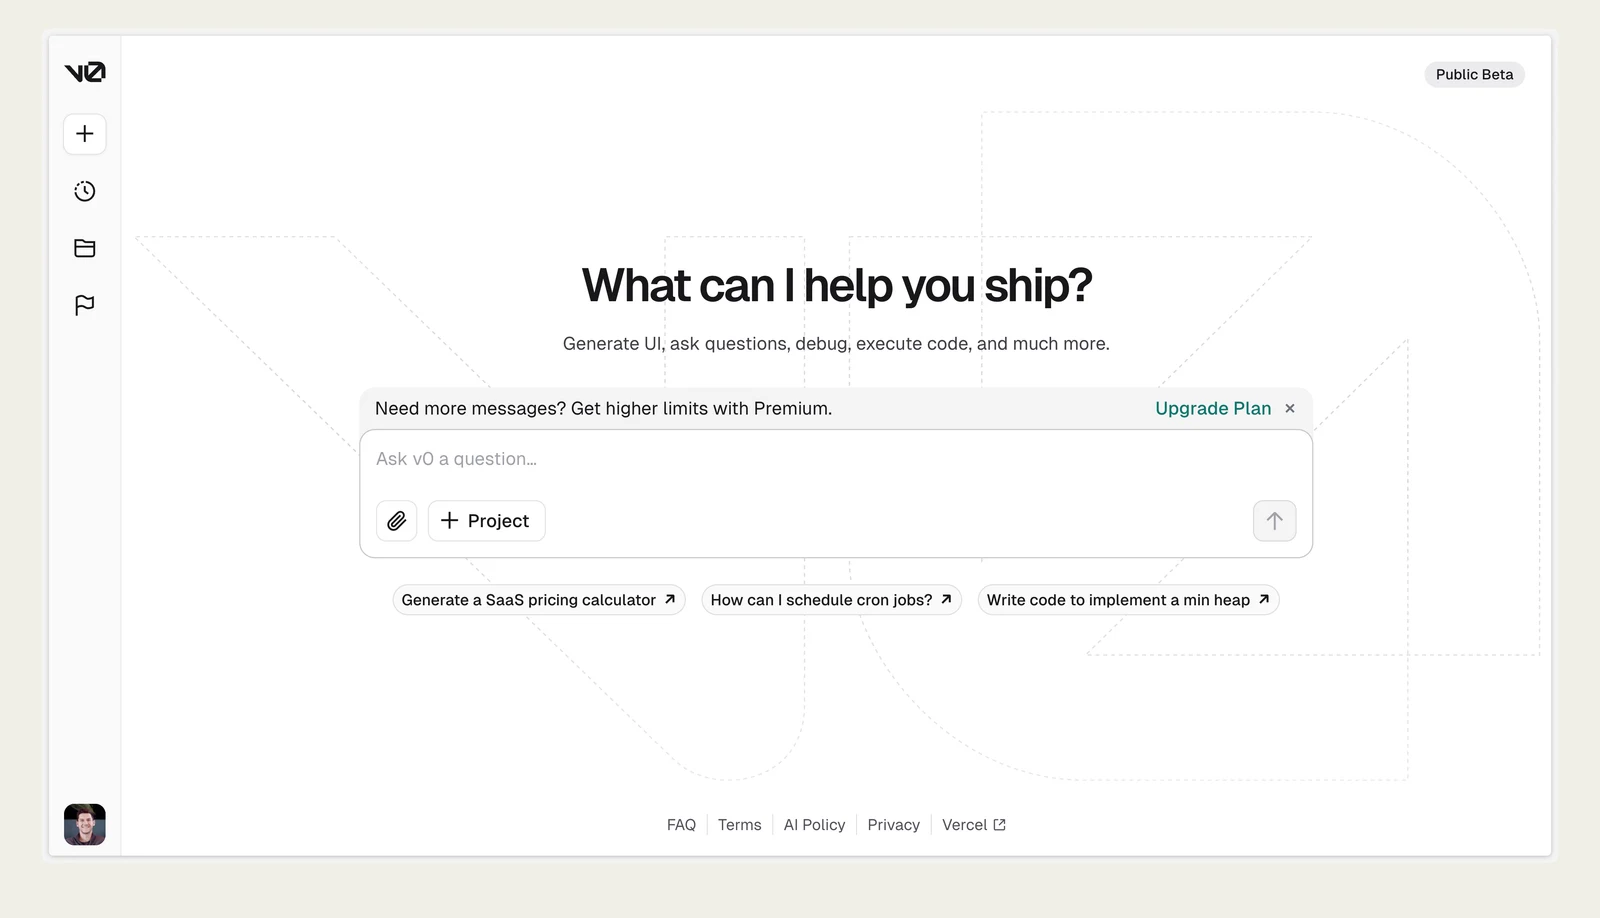 v0
Public Beta
What can I help you ship?
Generate UI, ask questions, debug, execute code, and much more.
Need more messages? Get higher limits with Premium.
Upgrade Plan
Ask v0 a question...
Project
Generate a SaaS pricing calculator
How can I schedule cron jobs?
Write code to implement a min heap
FAQ
Terms
AI Policy
Privacy
Vercel